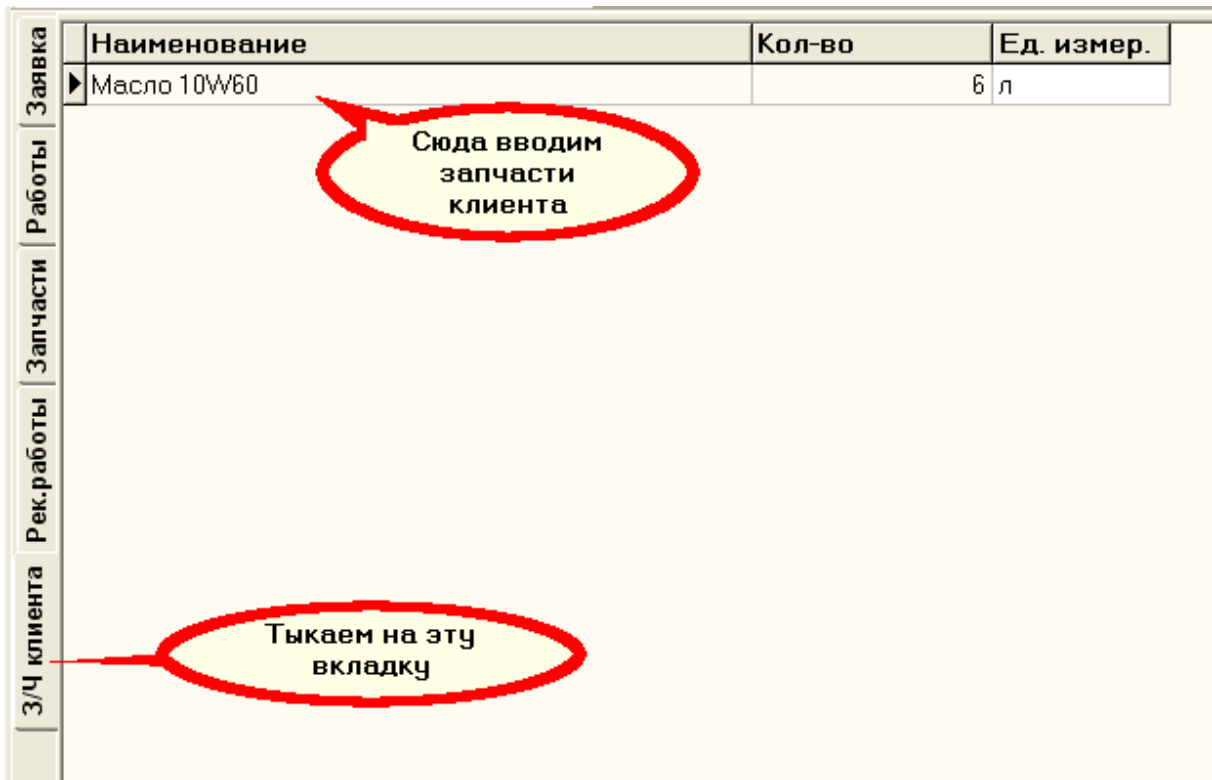 Заявка
Работы
Запчасти
Рек.работы
З/Ч клиента
Наименование Кол-во Ед. измер.
Масло 10W60 6 л
Сюда вводим
запчасти
клиента
Тыкаем на эту
вкладку